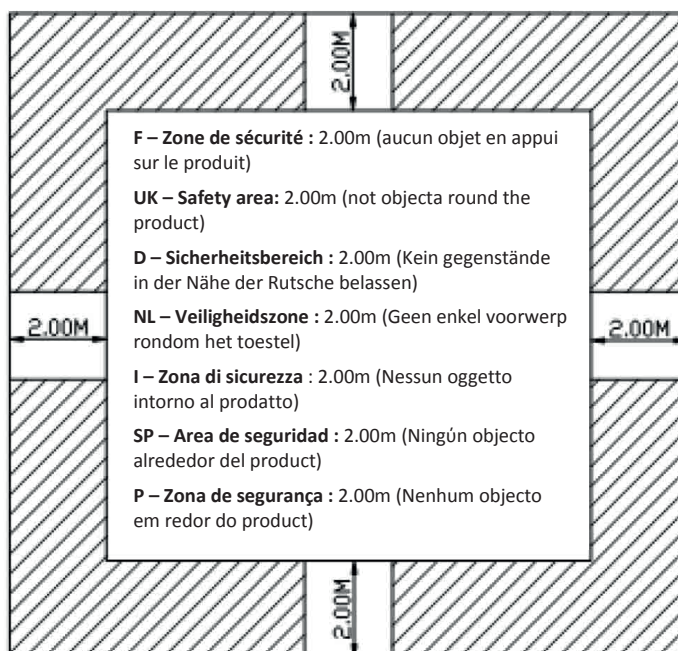 2.00M
F – Zone de sécurité : 2.00m (aucun objet en appui
sur le produit)
UK – Safety area: 2.00m (not objecta round the
product)
D – Sicherheitsbereich : 2.00m (Kein gegenstände
in der Nähe der Rutsche belassen)
NL – Veiligheidszone : 2.00m (Geen enkel voorwerp
rondom het toestel)
2.00M
2.00M
I – Zona di sicurezza : 2.00m (Nessun oggetto
intorno al prodatto)
SP – Area de seguridad : 2.00m (Ningún objecto
alrededor del product)
P – Zona de segurança : 2.00m (Nenhum objecto
em redor do product)
2.00M